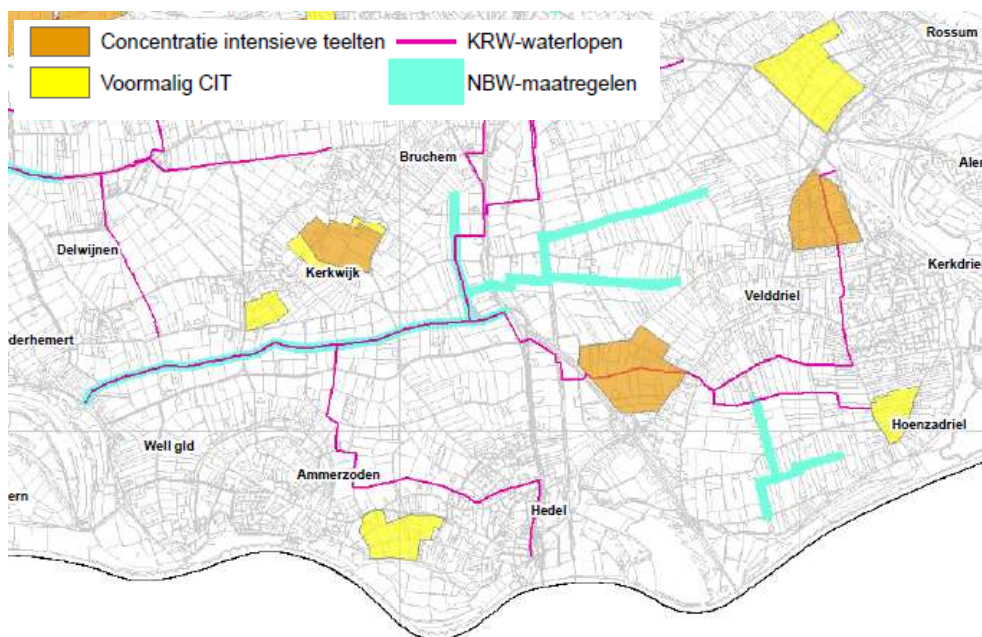 Concentratie intensieve teelten
KRW-waterlopen
Voormalig CIT
NBW-maatregelen
Rossum
Bruchem
Aler
Delwijnen
Kerkwijk
Kerkdrie
Velddriel
derhemert
Hoenzadriel
Well gld
Ammerzoden
ern
Hedel